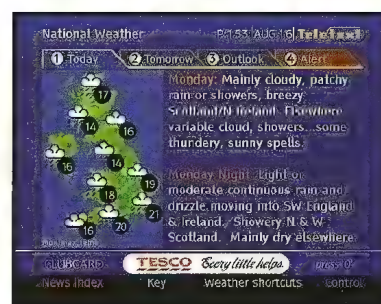 National Weather P153 AUG 16 Teletext
1 Today 2 Tomorrow 3 Outlook 4 Alert
Monday: Mainly cloudy, patchy
rain or showers, breezy
Scotland/N Ireland. Elsewhere
variable cloud, showers...some
thundery, sunny spells.
Monday Night: Light or
moderate continuous rain and
drizzle moving into SW England
& Ireland. Showery N & W
Scotland. Mainly dry elsewhere
17
14
16
16
14
19
18
21
20
16
CLUBCARD TESCO Every little helps. press 10
News Index Key Weather shortcuts Control